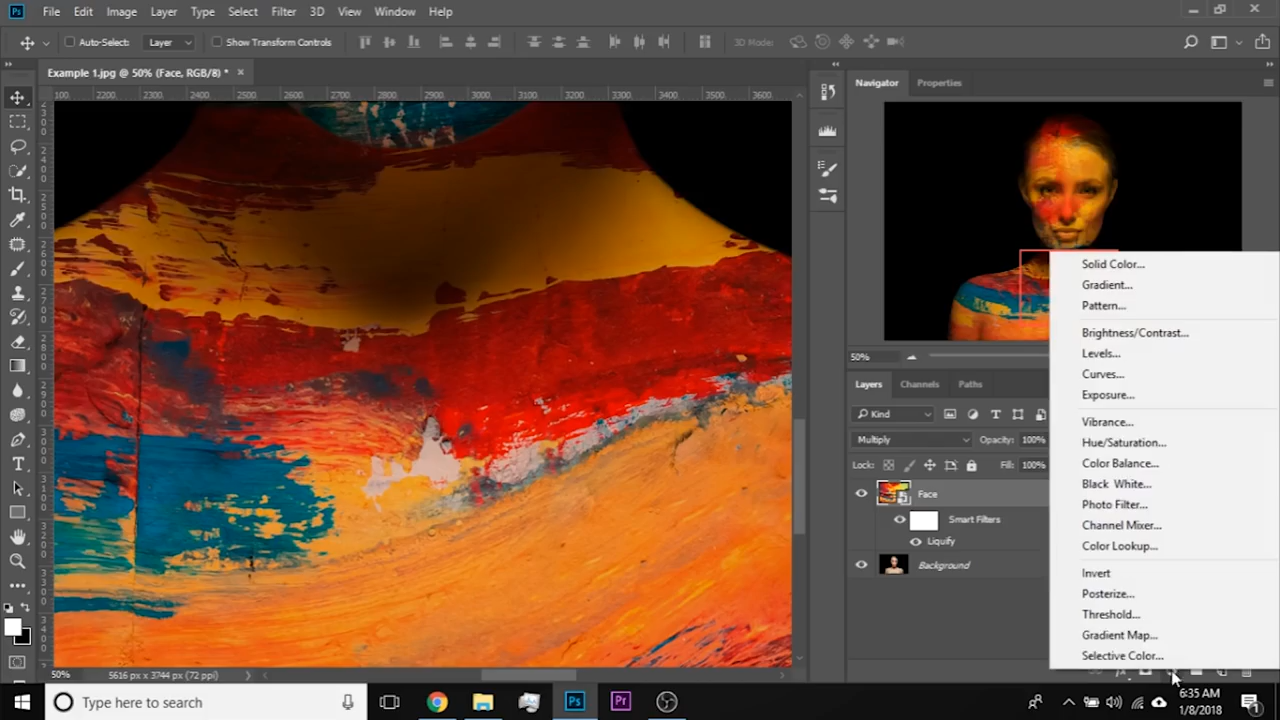 Ps File Edit Image Layer Type Select Filter 3D View Window Help
Auto-Select: Layer Show Transform Controls 3D Mode:
Example 1.jpg @ 50% (Face, RGB/8) * ×
Navigator Properties
100. 2200. 2300. 2400. 2500. 2600. 2700. 2800. 2900. 3000. 3100. 3200. 3300. 3400. 3500. 3600.
50%
Layers Channels Paths
Kind
Multiply Opacity: 100%
Lock: Fill: 100%
Face
Smart Filters
Liquify
Background
Solid Color...
Gradient...
Pattern...
Brightness/Contrast...
Levels...
Curves...
Exposure...
Vibrance...
Hue/Saturation...
Color Balance...
Black White...
Photo Filter...
Channel Mixer...
Color Lookup...
Invert
Posterize...
Threshold...
Gradient Map...
Selective Color...
50% 5616 px x 3744 px (72 ppi)
Type here to search
Ps Pr
6:35 AM
1/8/2018
1